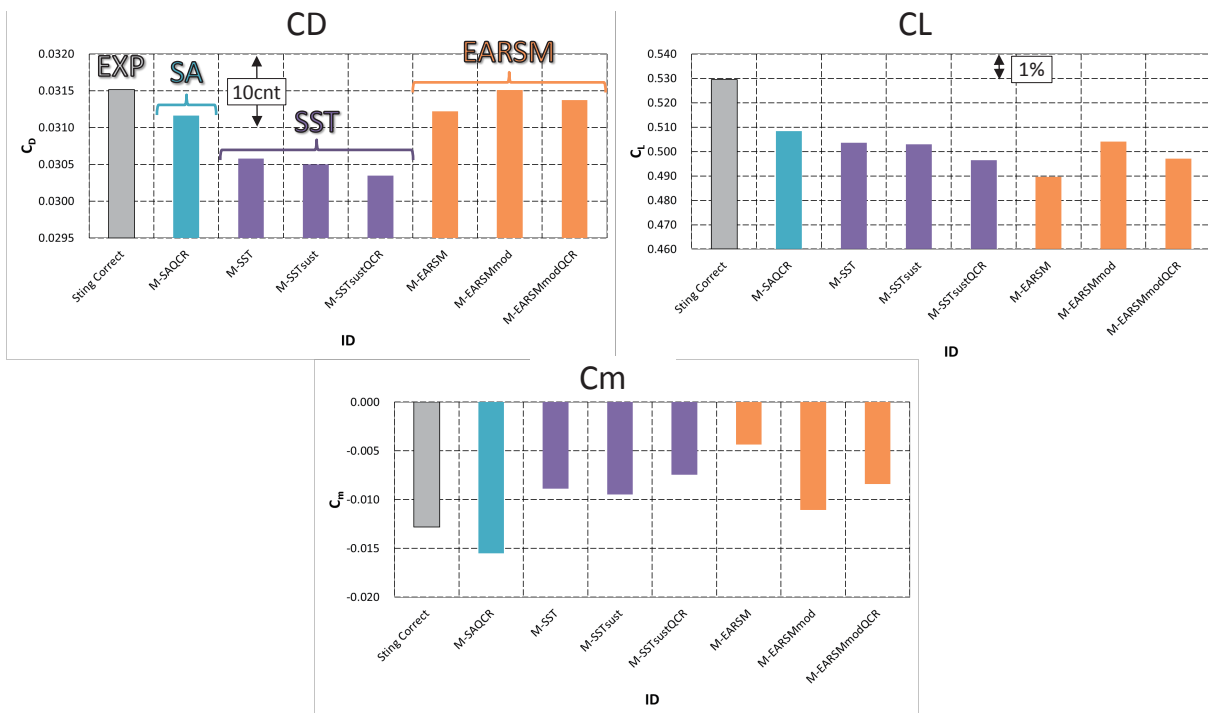 CD
0.0320
0.0315
0.0310
0.0305
0.0300
0.0295
C_D
EXP
SA
10cnt
SST
EARSM
Sting Correct
M-SAQCR
M-SST
M-SSTsust
M-SSTsustQCR
M-EARSM
M-EARSMmod
M-EARSMmodQCR
ID
CL
0.540
0.530
0.520
0.510
0.500
0.490
0.480
0.470
0.460
C_L
1%
Sting Correct
M-SAQCR
M-SST
M-SSTsust
M-SSTsustQCR
M-EARSM
M-EARSMmod
M-EARSMmodQCR
ID
Cm
0.000
-0.005
-0.010
-0.015
-0.020
C_m
Sting Correct
M-SAQCR
M-SST
M-SSTsust
M-SSTsustQCR
M-EARSM
M-EARSMmod
M-EARSMmodQCR
ID